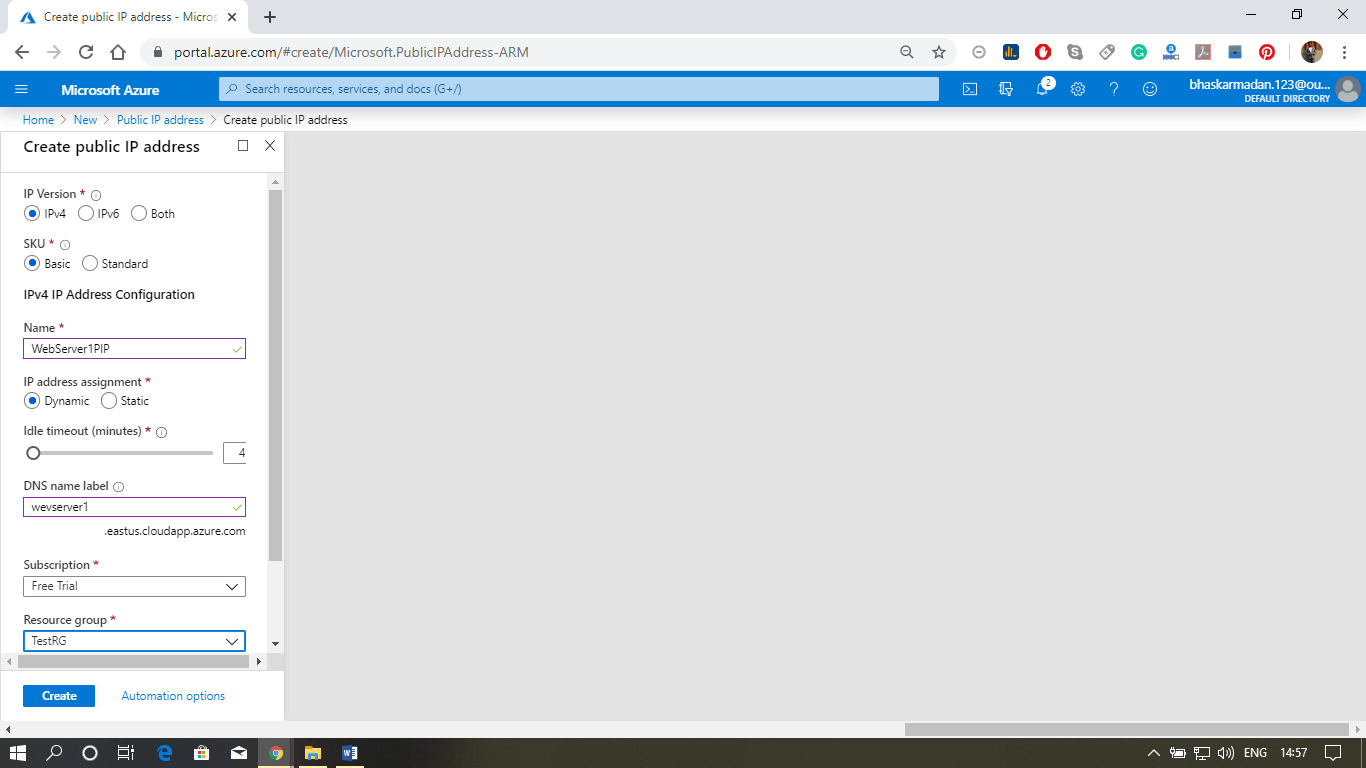 Create public IP address - Micros
portal.azure.com/#create/Microsoft.PublicIPAddress-ARM
Microsoft Azure
Search resources, services, and docs (G+/)
2
bhaskarmadan.123@ou...
DEFAULT DIRECTORY
Home > New > Public IP address > Create public IP address
Create public IP address
IP Version *
IPv4 IPv6 Both
SKU *
Basic Standard
IPv4 IP Address Configuration
Name *
WebServer1PIP
IP address assignment *
Dynamic Static
Idle timeout (minutes) *
4
DNS name label
wevserver1
.eastus.cloudapp.azure.com
Subscription *
Free Trial
Resource group *
TestRG
Create Automation options
ENG 14:57